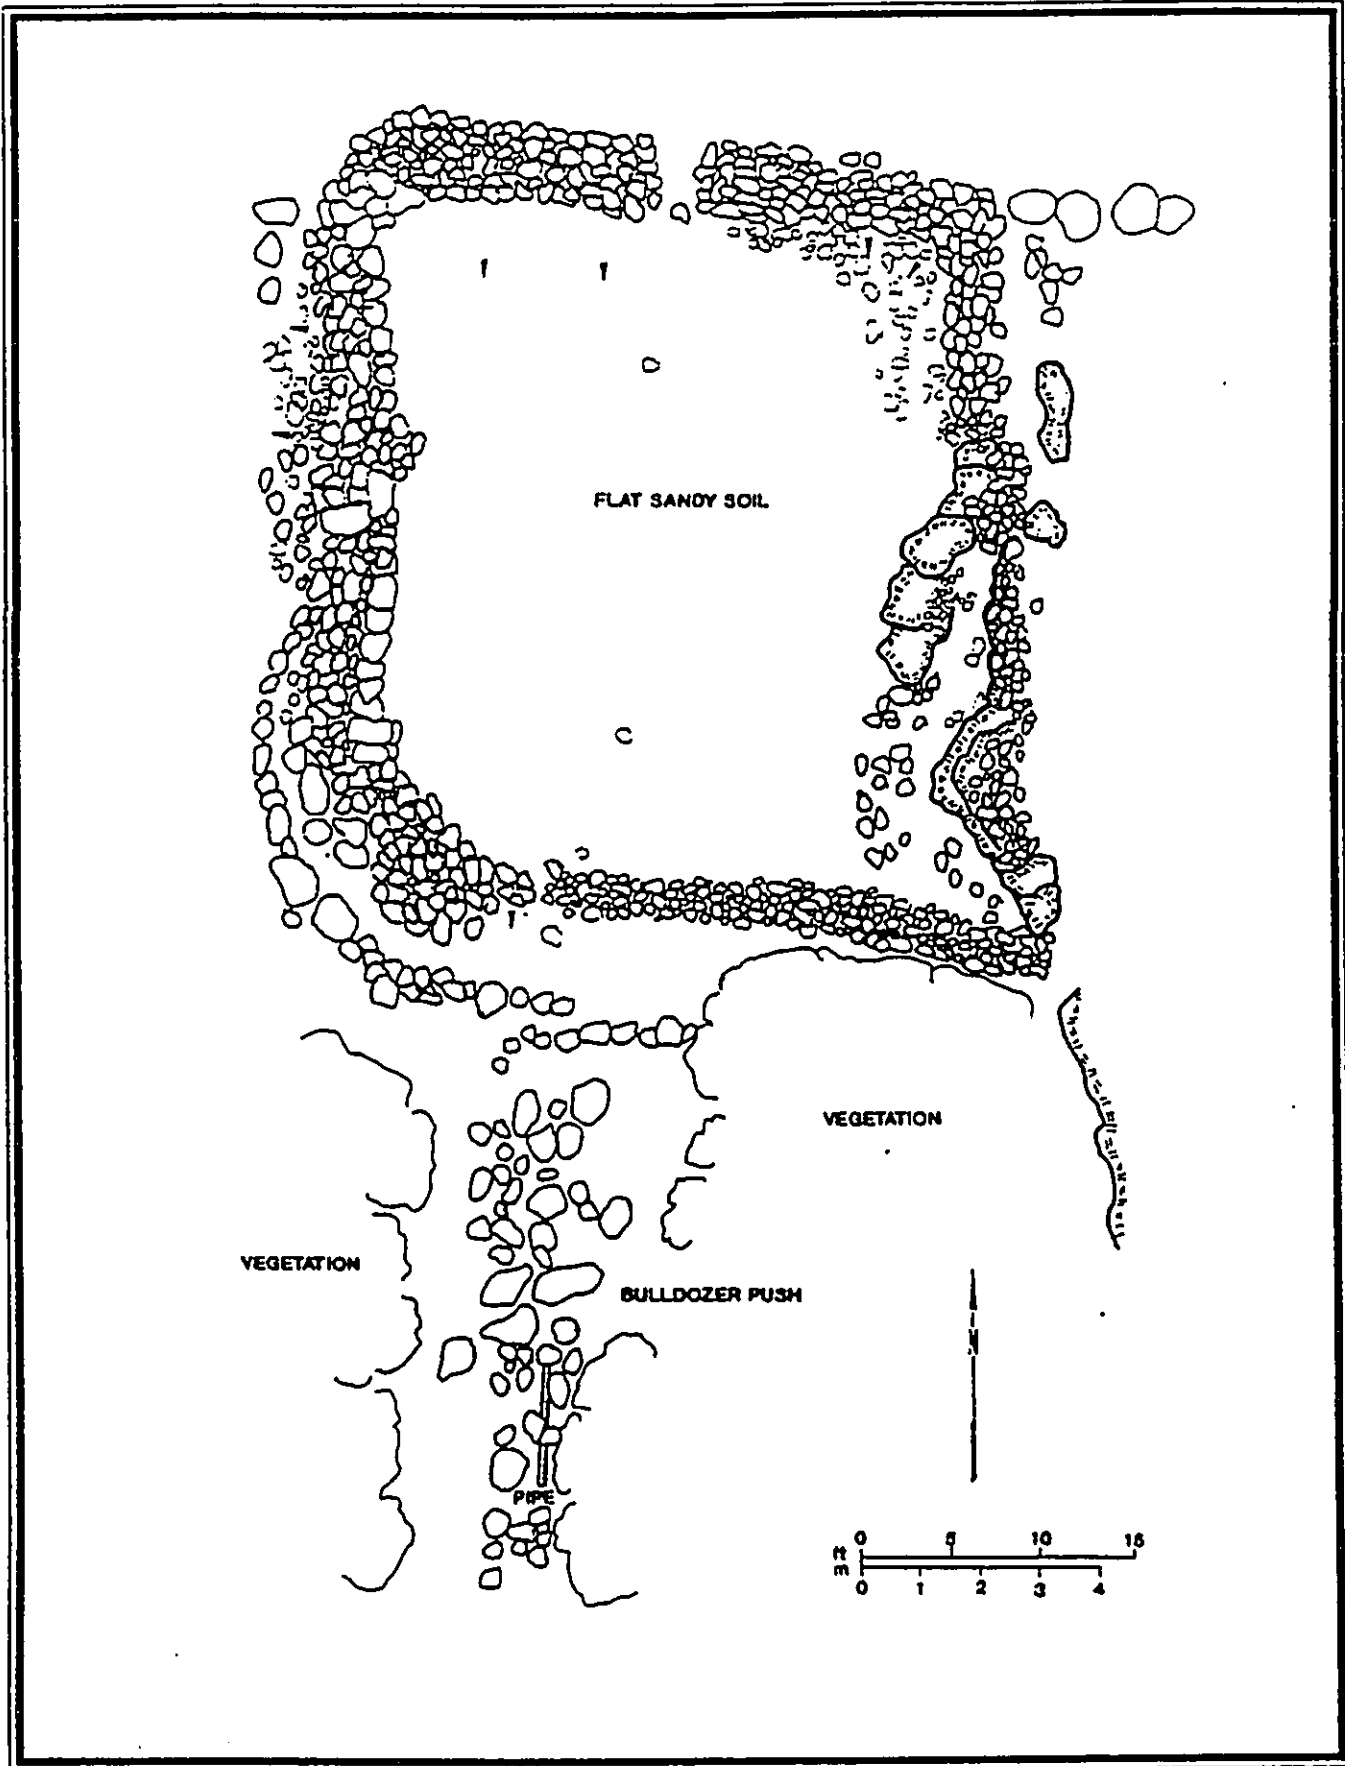 FLAT SANDY SOIL
VEGETATION
VEGETATION
BULLDOZER PUSH
PIPE
0 5 10 15
ft
m
0 1 2 3 4